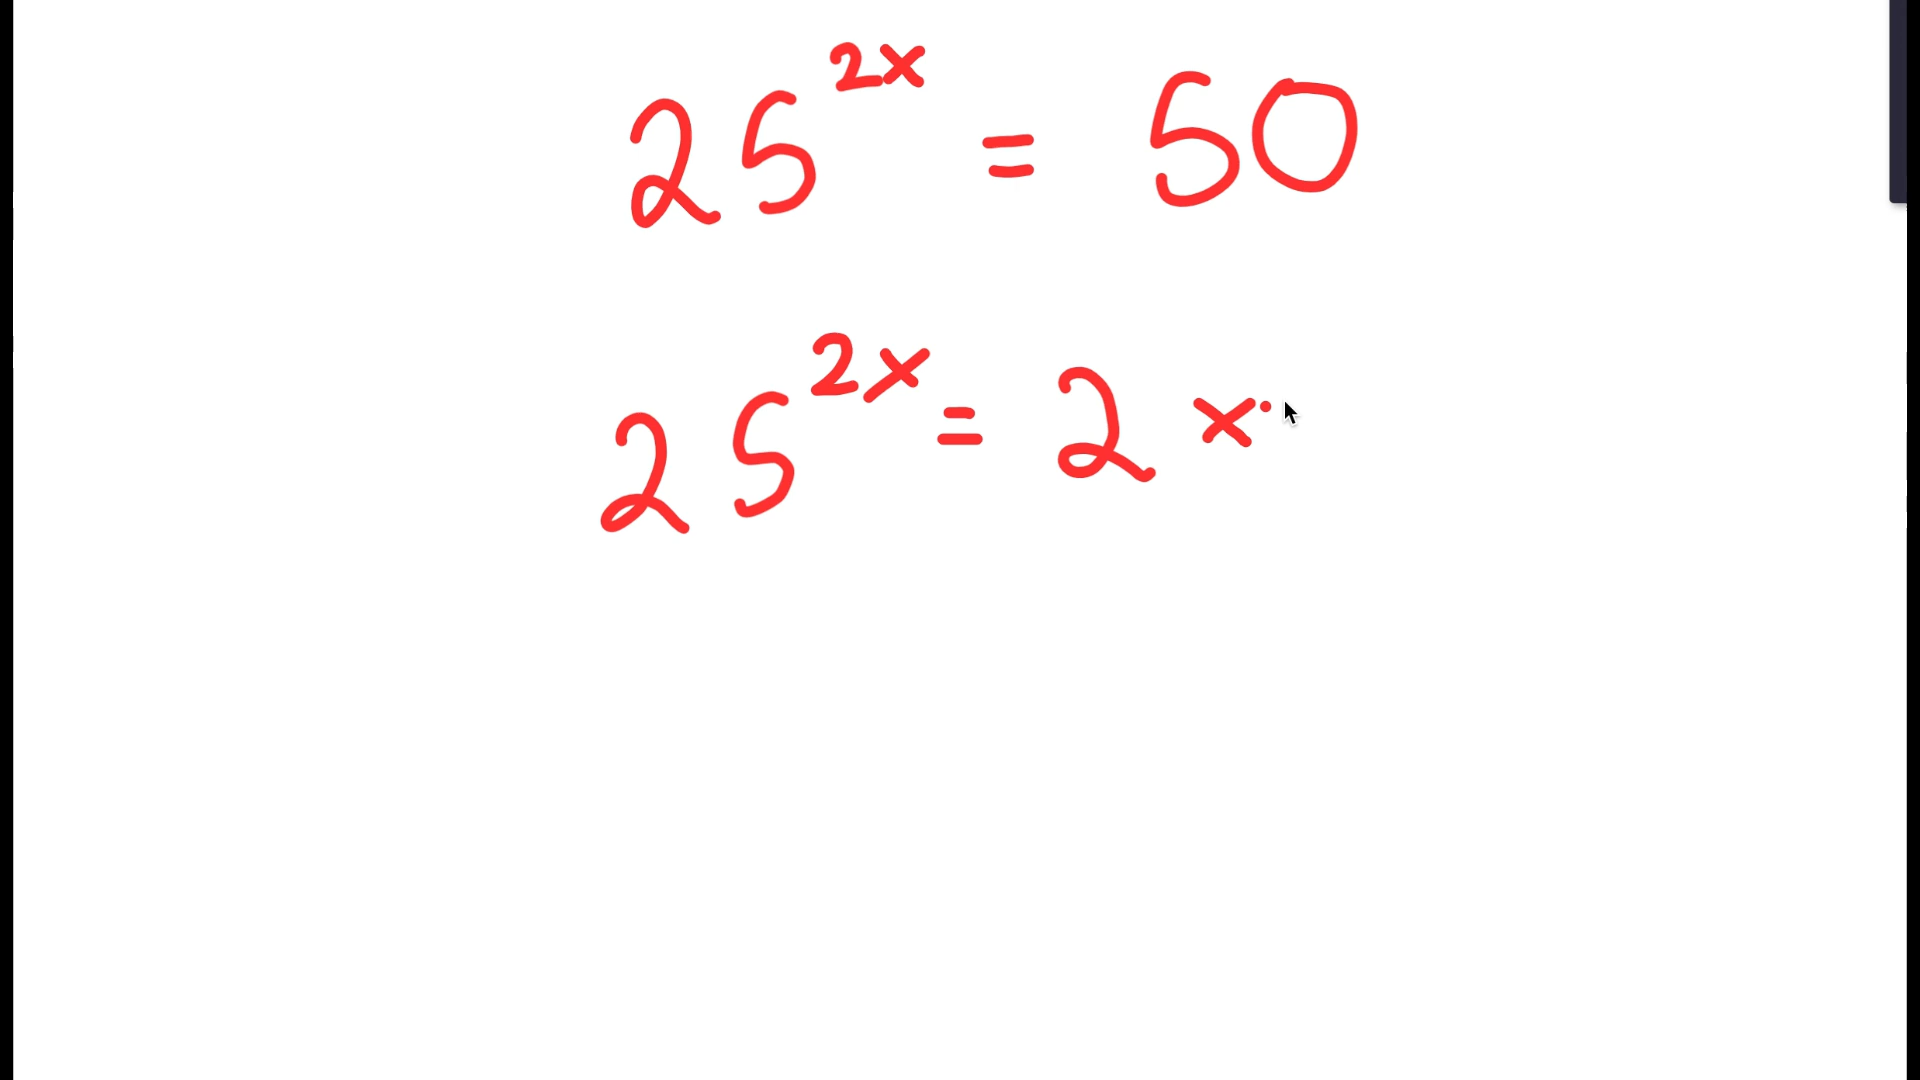 25^{2x} = 50
25^{2x} = 2 ×